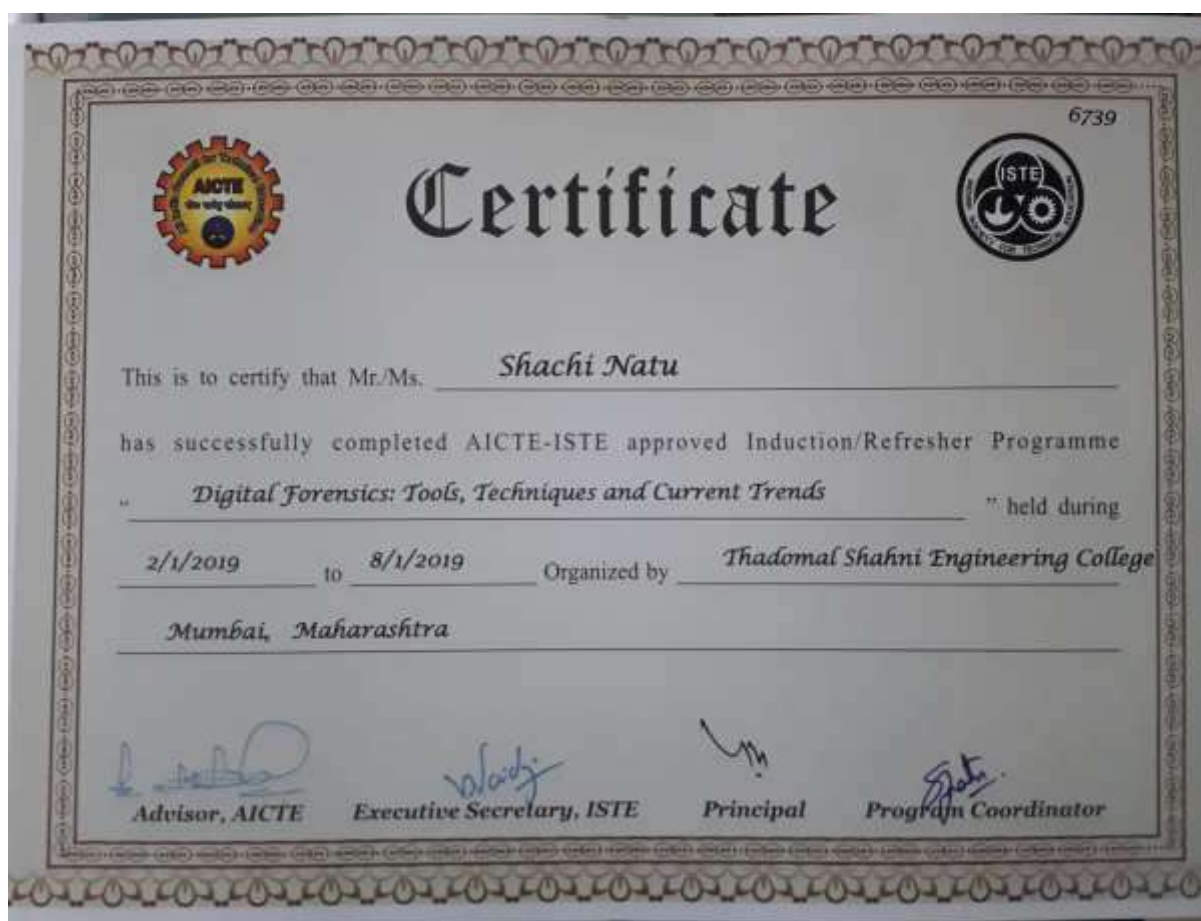 6739
AICTE
Certificate
ISTE
This is to certify that Mr./Ms. Shachi Natu
has successfully completed AICTE-ISTE approved Induction/Refresher Programme
" Digital Forensics: Tools, Techniques and Current Trends " held during
2/1/2019 to 8/1/2019 Organized by Thadomal Shahni Engineering College
Mumbai, Maharashtra
Advisor, AICTE Executive Secretary, ISTE Principal Program Coordinator